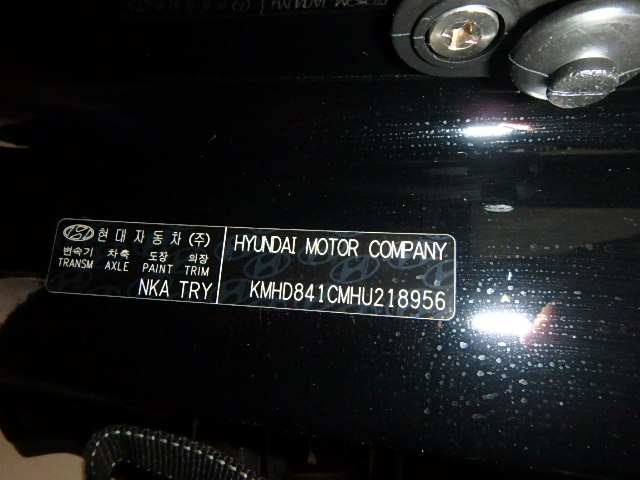 현대자동차(주)
변속기 차축 도장 의장
TRANSM AXLE PAINT TRIM
NKA TRY
HYUNDAI MOTOR COMPANY
KMHD841CMHU218956